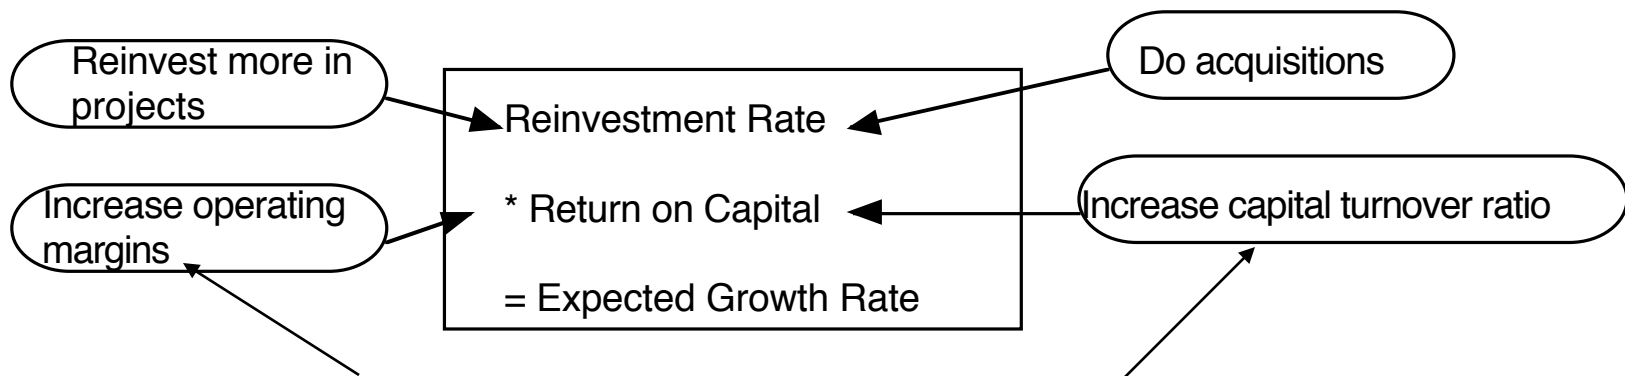 Reinvest more in
projects
Do acquisitions
Reinvestment Rate
Increase operating
margins
* Return on Capital
Increase capital turnover ratio
= Expected Growth Rate